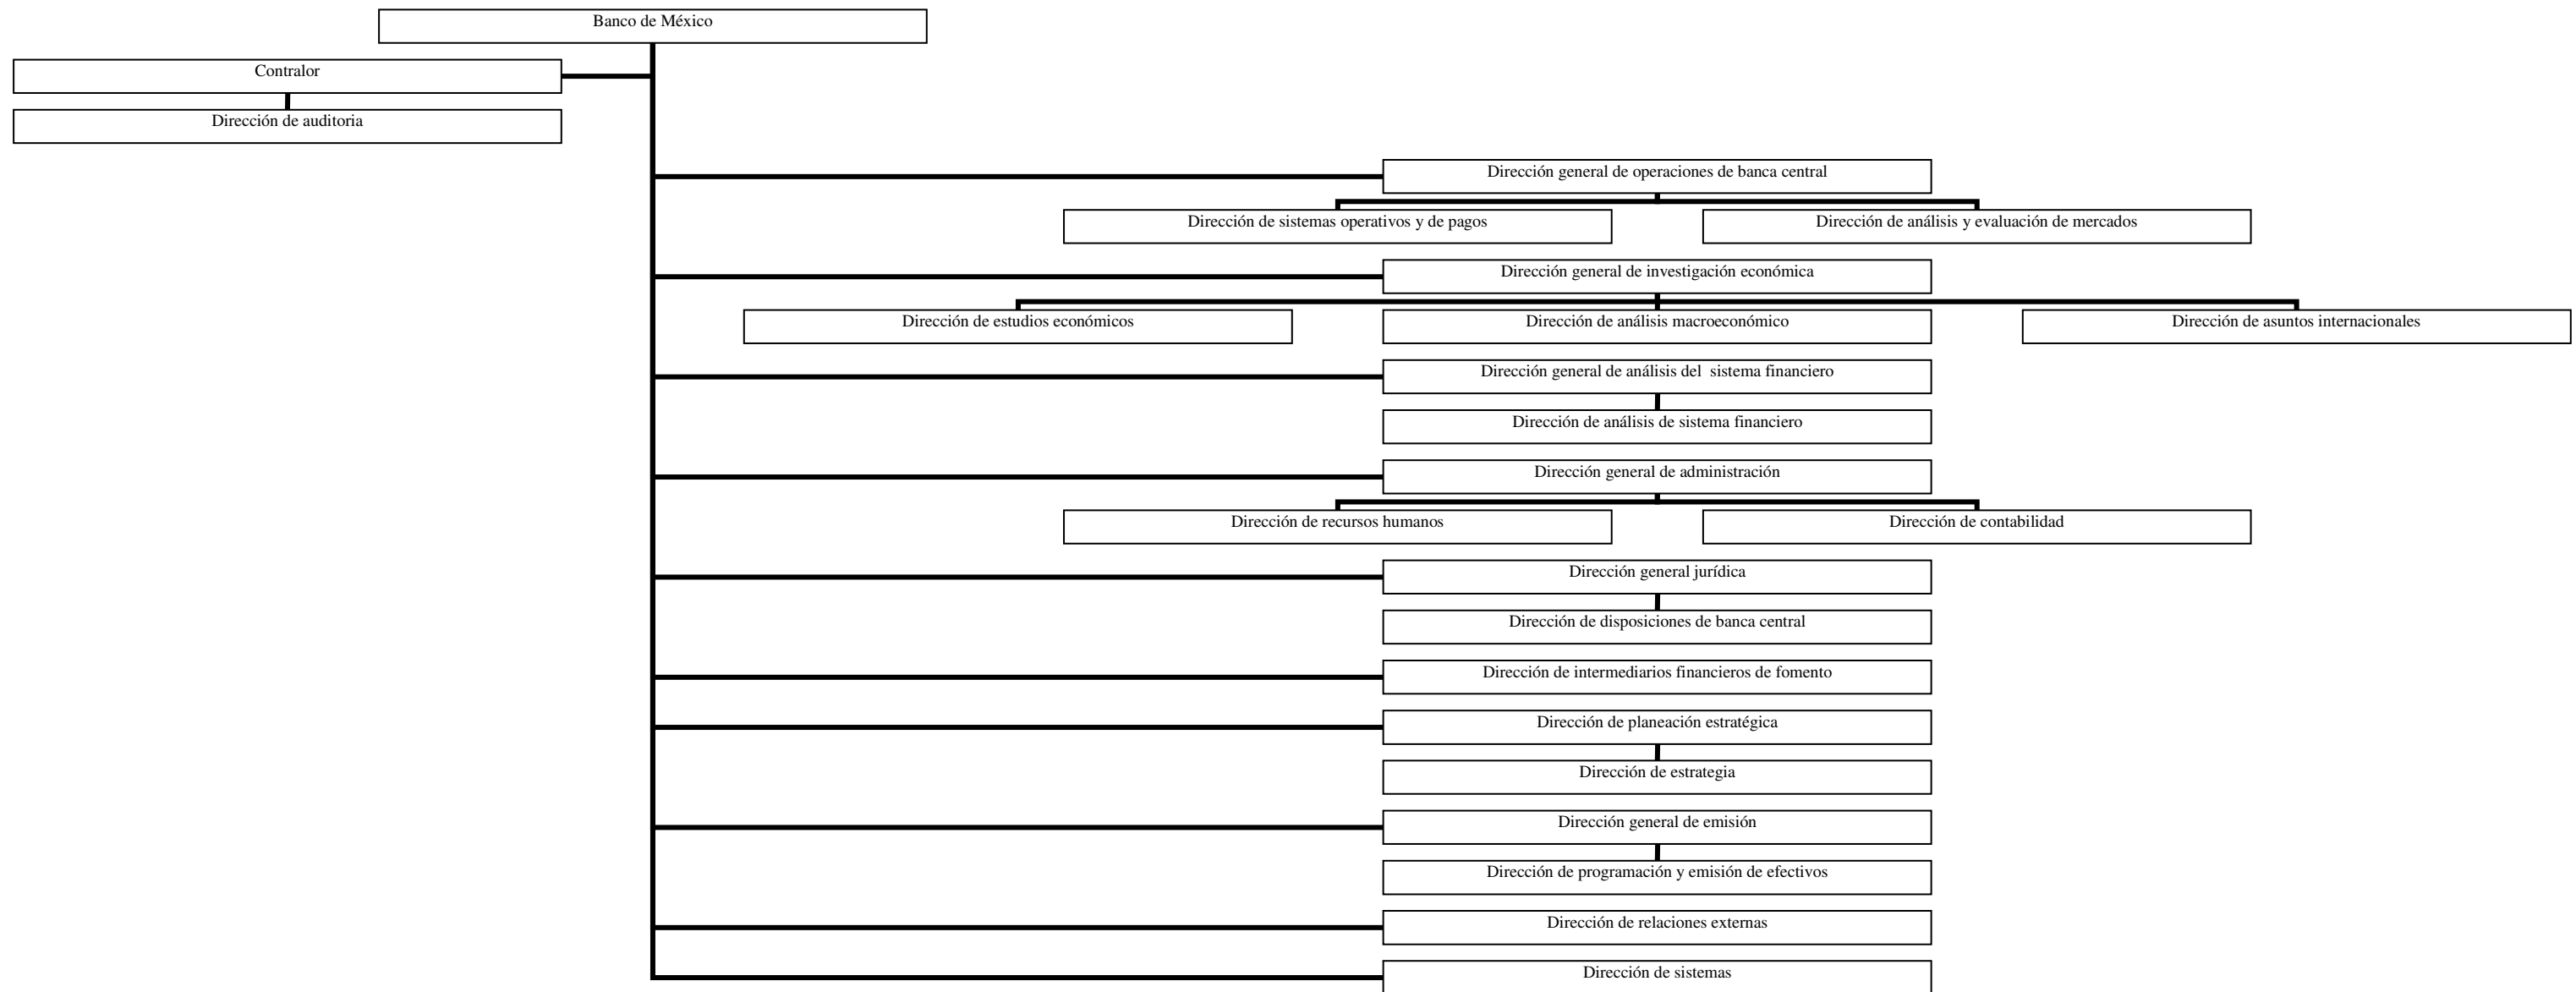 Banco de México
Contralor
Dirección de auditoria
Dirección general de operaciones de banca central
Dirección de sistemas operativos y de pagos
Dirección de análisis y evaluación de mercados
Dirección general de investigación económica
Dirección de estudios económicos
Dirección de análisis macroeconómico
Dirección de asuntos internacionales
Dirección general de análisis del  sistema financiero
Dirección de análisis de sistema financiero
Dirección general de administración
Dirección de recursos humanos
Dirección de contabilidad
Dirección general jurídica
Dirección de disposiciones de banca central
Dirección de intermediarios financieros de fomento
Dirección de planeación estratégica
Dirección de estrategia
Dirección general de emisión
Dirección de programación y emisión de efectivos
Dirección de relaciones externas
Dirección de sistemas